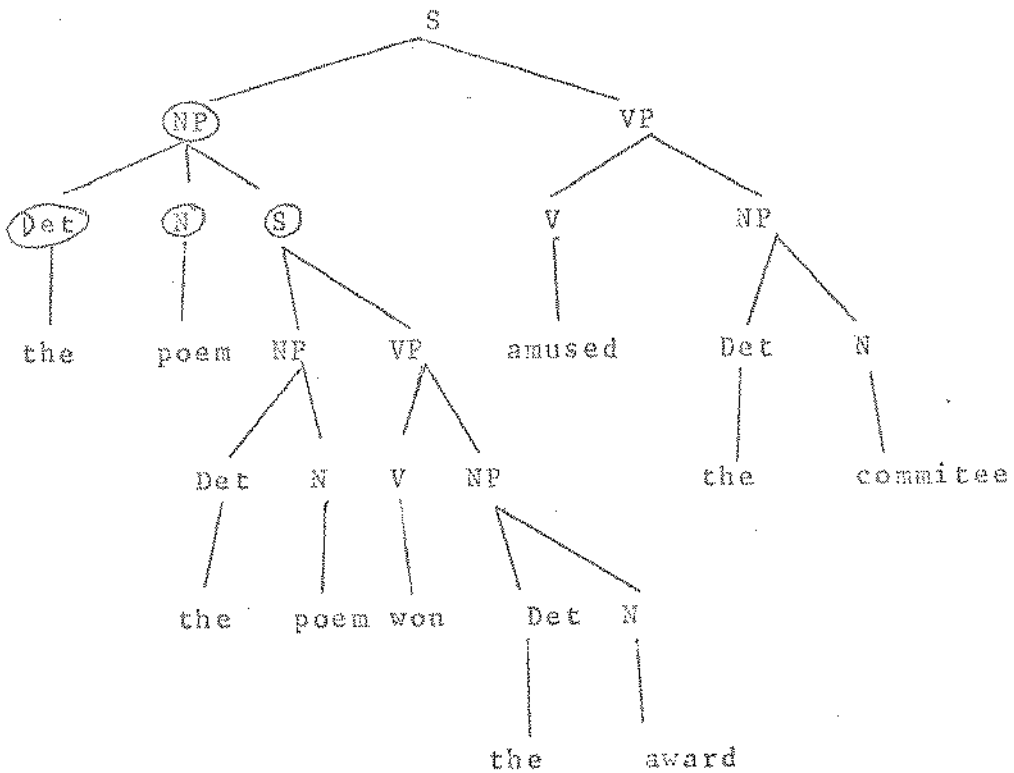 S
NP VP
Det N S V NP
the poem NP VP amused Det N
Det N V NP the commitee
the poem won Det N
the award